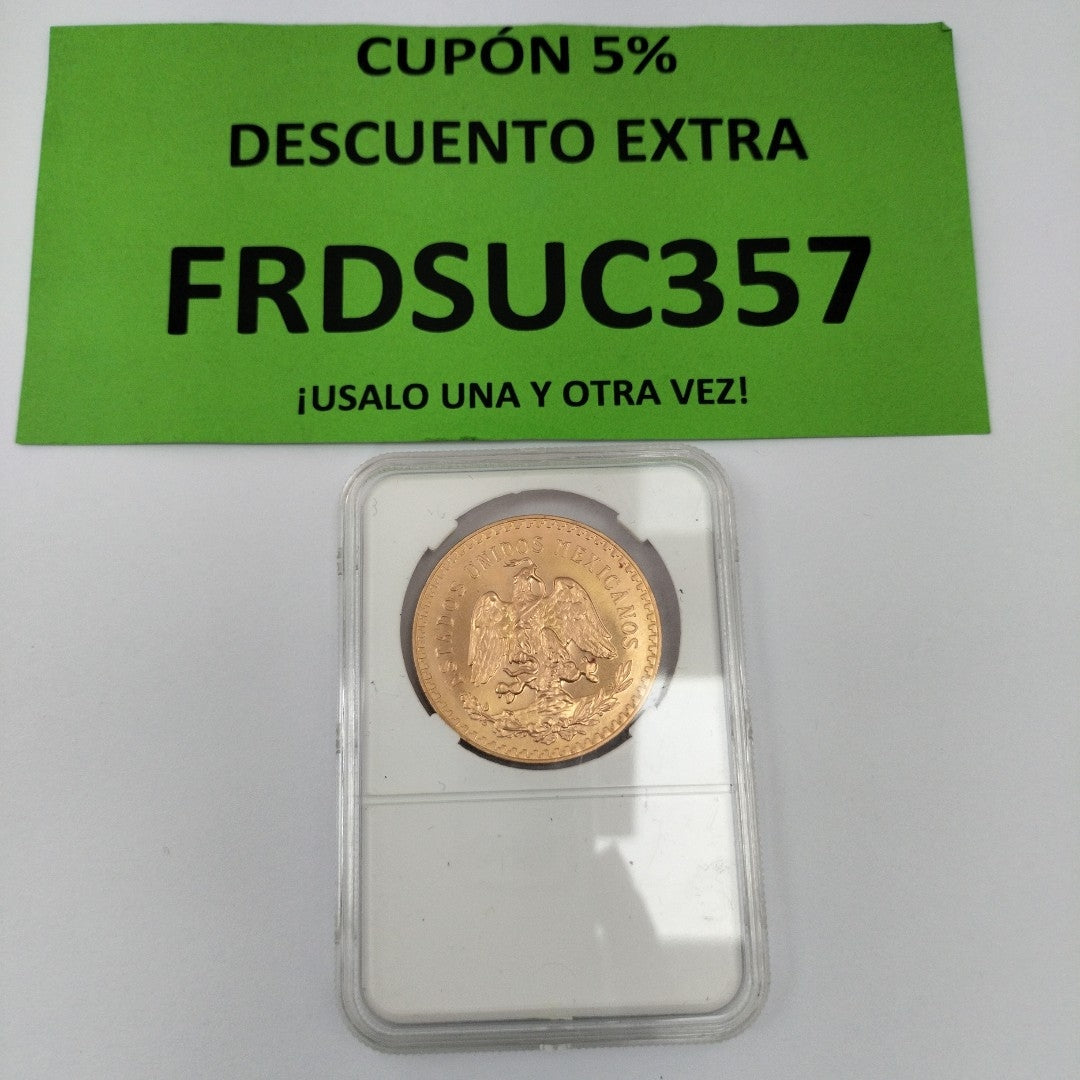 CUPÓN 5%
DESCUENTO EXTRA
FRDSUC357
¡USALO UNA Y OTRA VEZ!
ESTADOS UNIDOS MEXICANOS